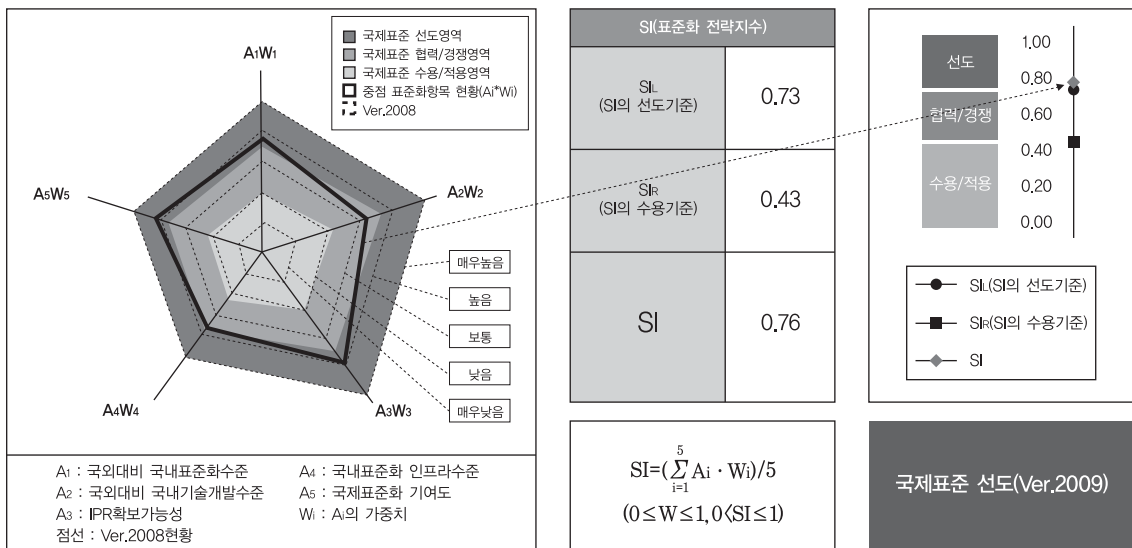 국제표준 선도영역
국제표준 협력/경쟁영역
국제표준 수용/적용영역
중점 표준화항목 현황(Ai*Wi)
Ver.2008
A1W1
A2W2
A3W3
A4W4
A5W5
매우높음
높음
보통
낮음
매우낮음
A1 : 국외대비 국내표준화수준
A2 : 국외대비 국내기술개발수준
A3 : IPR확보가능성
점선 : Ver.2008현황
A4 : 국내표준화 인프라수준
A5 : 국제표준화 기여도
Wi : Ai의 가중치
SI(표준화 전략지수)
SIL
(SI의 선도기준)
0.73
SIR
(SI의 수용기준)
0.43
SI
0.76
SI=(5∑i=1 Ai · Wi)/5
(0≤W≤1, 0<SI≤1)
선도
협력/경쟁
수용/적용
1.00
0.80
0.60
0.40
0.20
0.00
SIL(SI의 선도기준)
SIR(SI의 수용기준)
SI
국제표준 선도(Ver.2009)